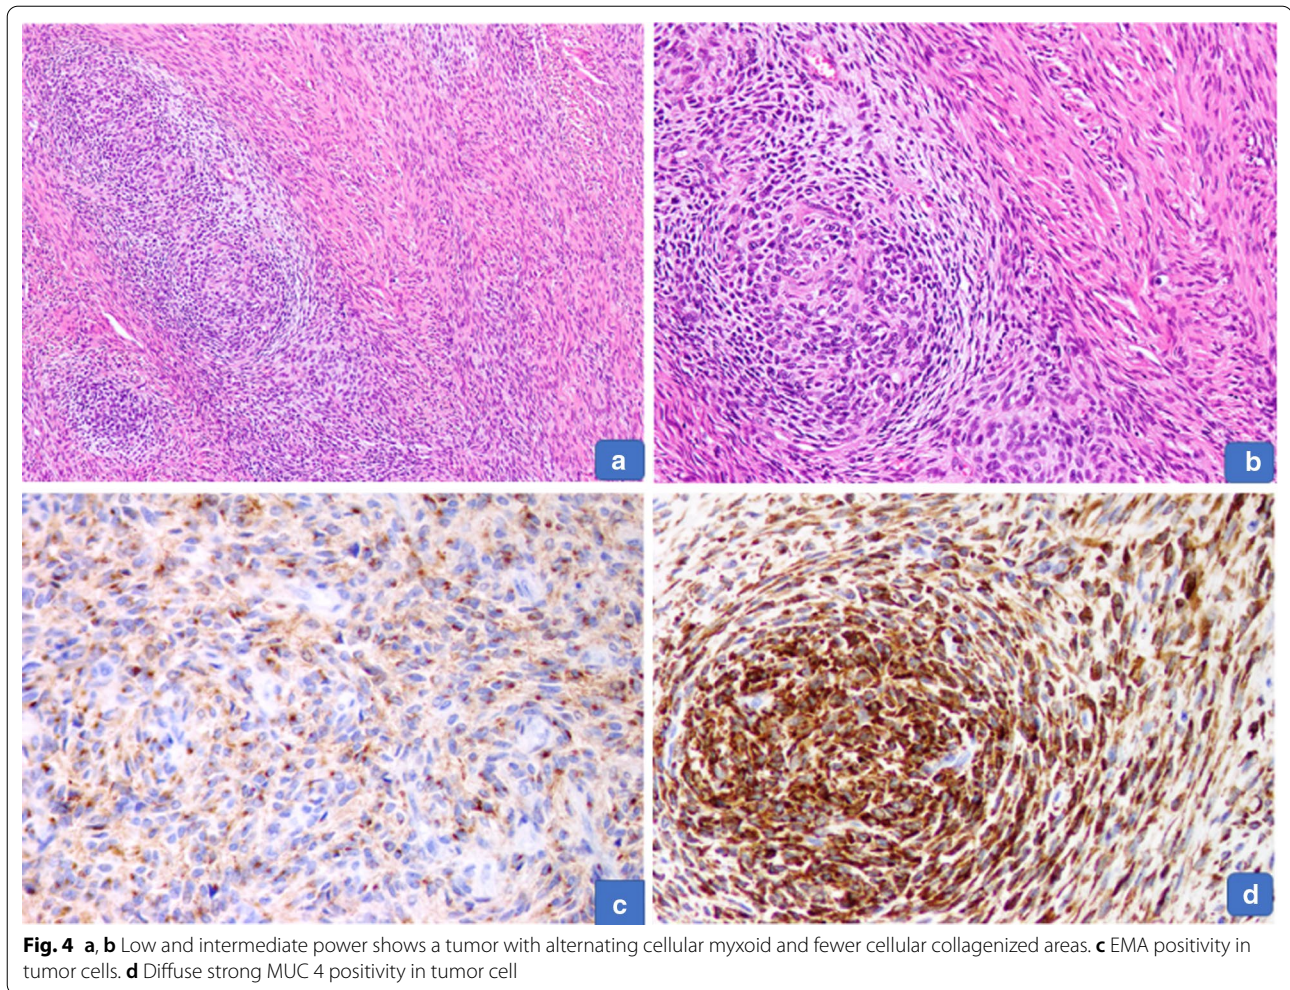 a
b
c
d
Fig. 4 a, b Low and intermediate power shows a tumor with alternating cellular myxoid and fewer cellular collagenized areas. c EMA positivity in
tumor cells. d Diffuse strong MUC 4 positivity in tumor cell